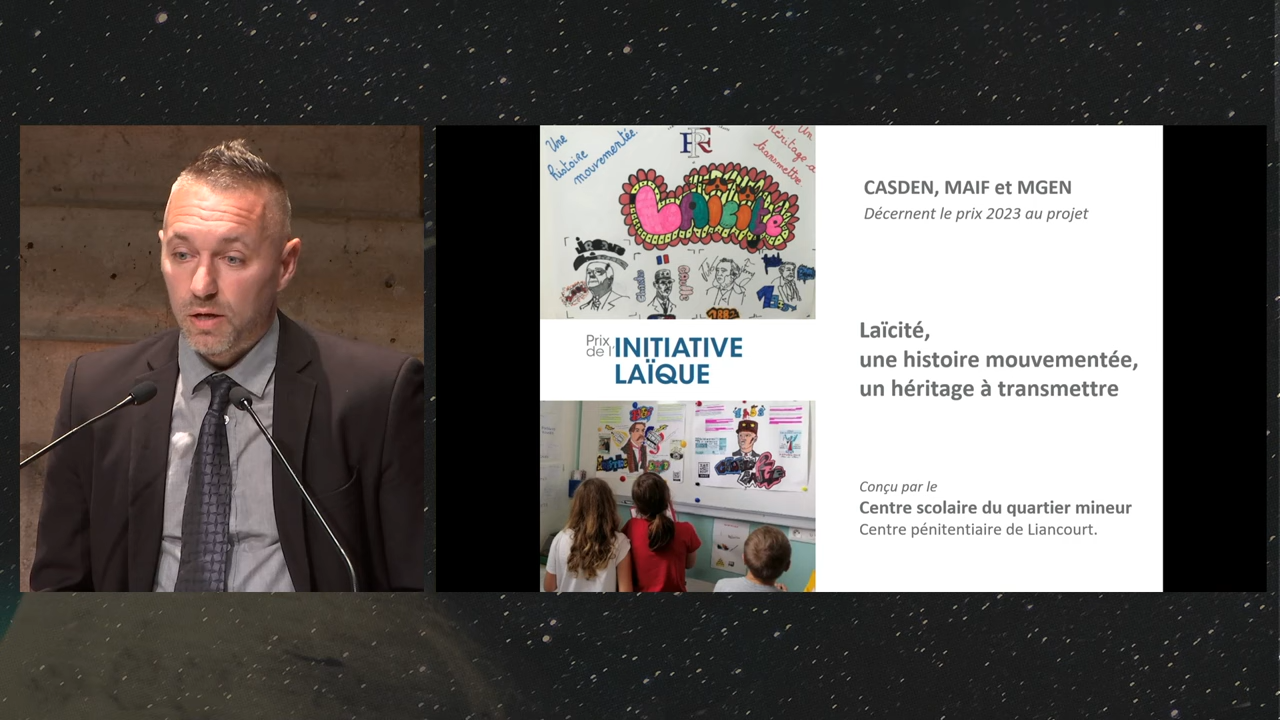 Une
histoire
mouvementée.
RF
Un
héritage à
transmettre
Laïcité
1882
Prix
de l'INITIATIVE
LAÏQUE
CASDEN, MAIF et MGEN
Décernent le prix 2023 au projet
Laïcité,
une histoire mouvementée,
un héritage à transmettre
Conçu par le
Centre scolaire du quartier mineur
Centre pénitentiaire de Liancourt.